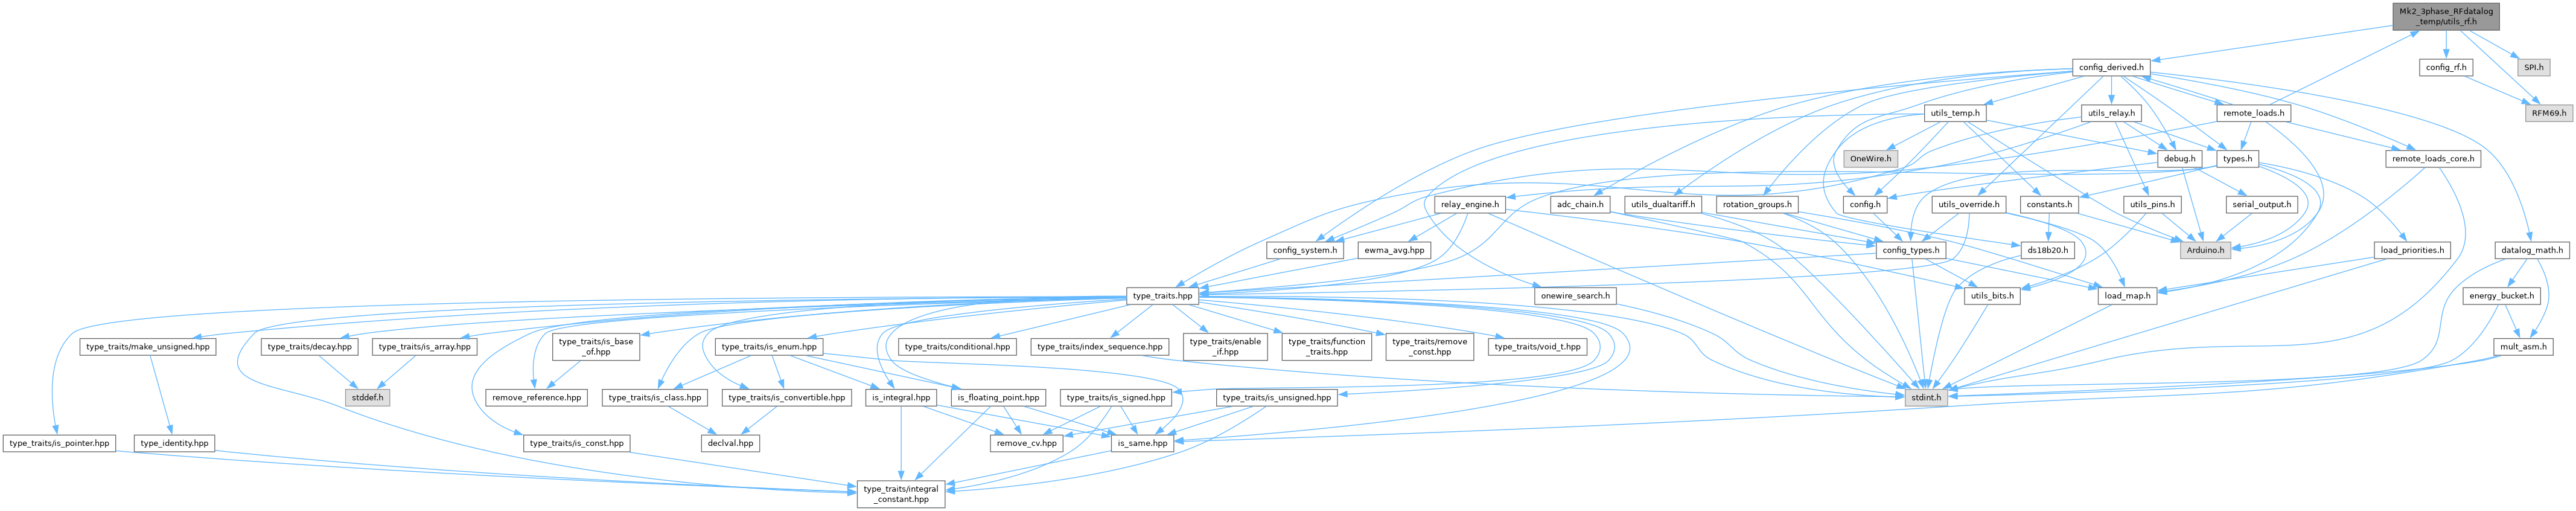 Mk2_3phase_RFdatalog
_temp/utils_rf.h
config_derived.h
config_rf.h
SPI.h
utils_temp.h
utils_relay.h
remote_loads.h
RFM69.h
OneWire.h
debug.h
types.h
remote_loads_core.h
relay_engine.h
adc_chain.h
utils_dualtariff.h
rotation_groups.h
config.h
utils_override.h
constants.h
utils_pins.h
serial_output.h
config_system.h
ewma_avg.hpp
config_types.h
ds18b20.h
Arduino.h
load_priorities.h
datalog_math.h
type_traits.hpp
onewire_search.h
utils_bits.h
load_map.h
energy_bucket.h
type_traits/make_unsigned.hpp
type_traits/decay.hpp
type_traits/is_array.hpp
type_traits/is_base
_of.hpp
type_traits/is_enum.hpp
type_traits/conditional.hpp
type_traits/index_sequence.hpp
type_traits/enable
_if.hpp
type_traits/function
_traits.hpp
type_traits/remove
_const.hpp
type_traits/void_t.hpp
mult_asm.h
stddef.h
remove_reference.hpp
type_traits/is_class.hpp
type_traits/is_convertible.hpp
is_integral.hpp
is_floating_point.hpp
type_traits/is_signed.hpp
type_traits/is_unsigned.hpp
stdint.h
type_traits/is_pointer.hpp
type_identity.hpp
type_traits/is_const.hpp
declval.hpp
remove_cv.hpp
is_same.hpp
type_traits/integral
_constant.hpp